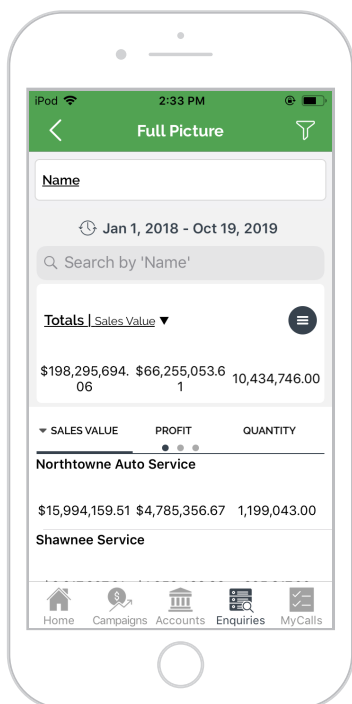 iPod 2:33 PM
Full Picture
Name
Jan 1, 2018 - Oct 19, 2019
Search by 'Name'
Totals | Sales Value ▼
$198,295,694. $66,255,053.6 10,434,746.00
06 1
SALES VALUE PROFIT QUANTITY
Northtowne Auto Service
$15,994,159.51 $4,785,356.67 1,199,043.00
Shawnee Service
Home Campaigns Accounts Enquiries MyCalls